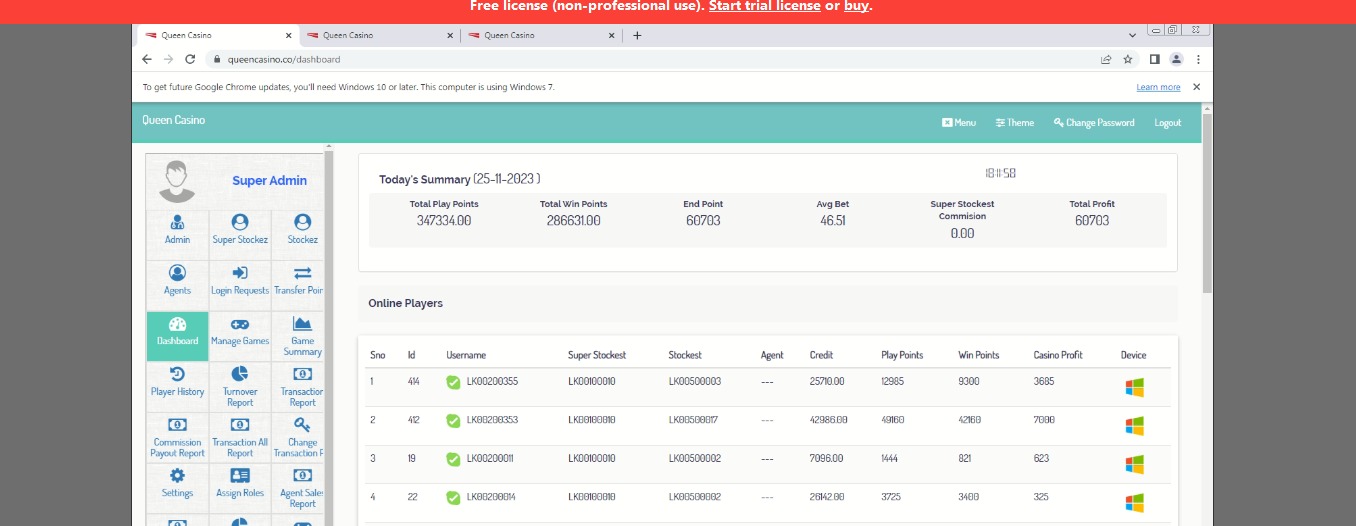 Free license (non-professional use). Start trial license or buy.
Queen Casino Queen Casino Queen Casino
queencasino.co/dashboard
To get future Google Chrome updates, you'll need Windows 10 or later. This computer is using Windows 7. Learn more
Queen Casino Menu Theme Change Password Logout
Super Admin
Admin Super Stockez Stockez
Agents Login Requests Transfer Poin
Dashboard Manage Games Game Summary
Player History Turnover Report Transaction Report
Commission Payout Report Transaction All Report Change Transaction P
Settings Assign Roles Agent Sales Report
Today's Summary (25-11-2023 ) 18:11:58
Total Play Points Total Win Points End Point Avg Bet Super Stockest Commision Total Profit
347334.00 286631.00 60703 46.51 0.00 60703
Online Players
Sno Id Username Super Stockest Stockest Agent Credit Play Points Win Points Casino Profit Device
1 414 LK00200355 LK00100010 LK00500003 --- 25710.00 12985 9300 3685
2 412 LK00200353 LK00100010 LK00500017 --- 42986.00 49160 42160 7000
3 19 LK00200011 LK00100010 LK00500002 --- 7096.00 1444 821 623
4 22 LK00200014 LK00100010 LK00500002 --- 26142.00 3725 3400 325